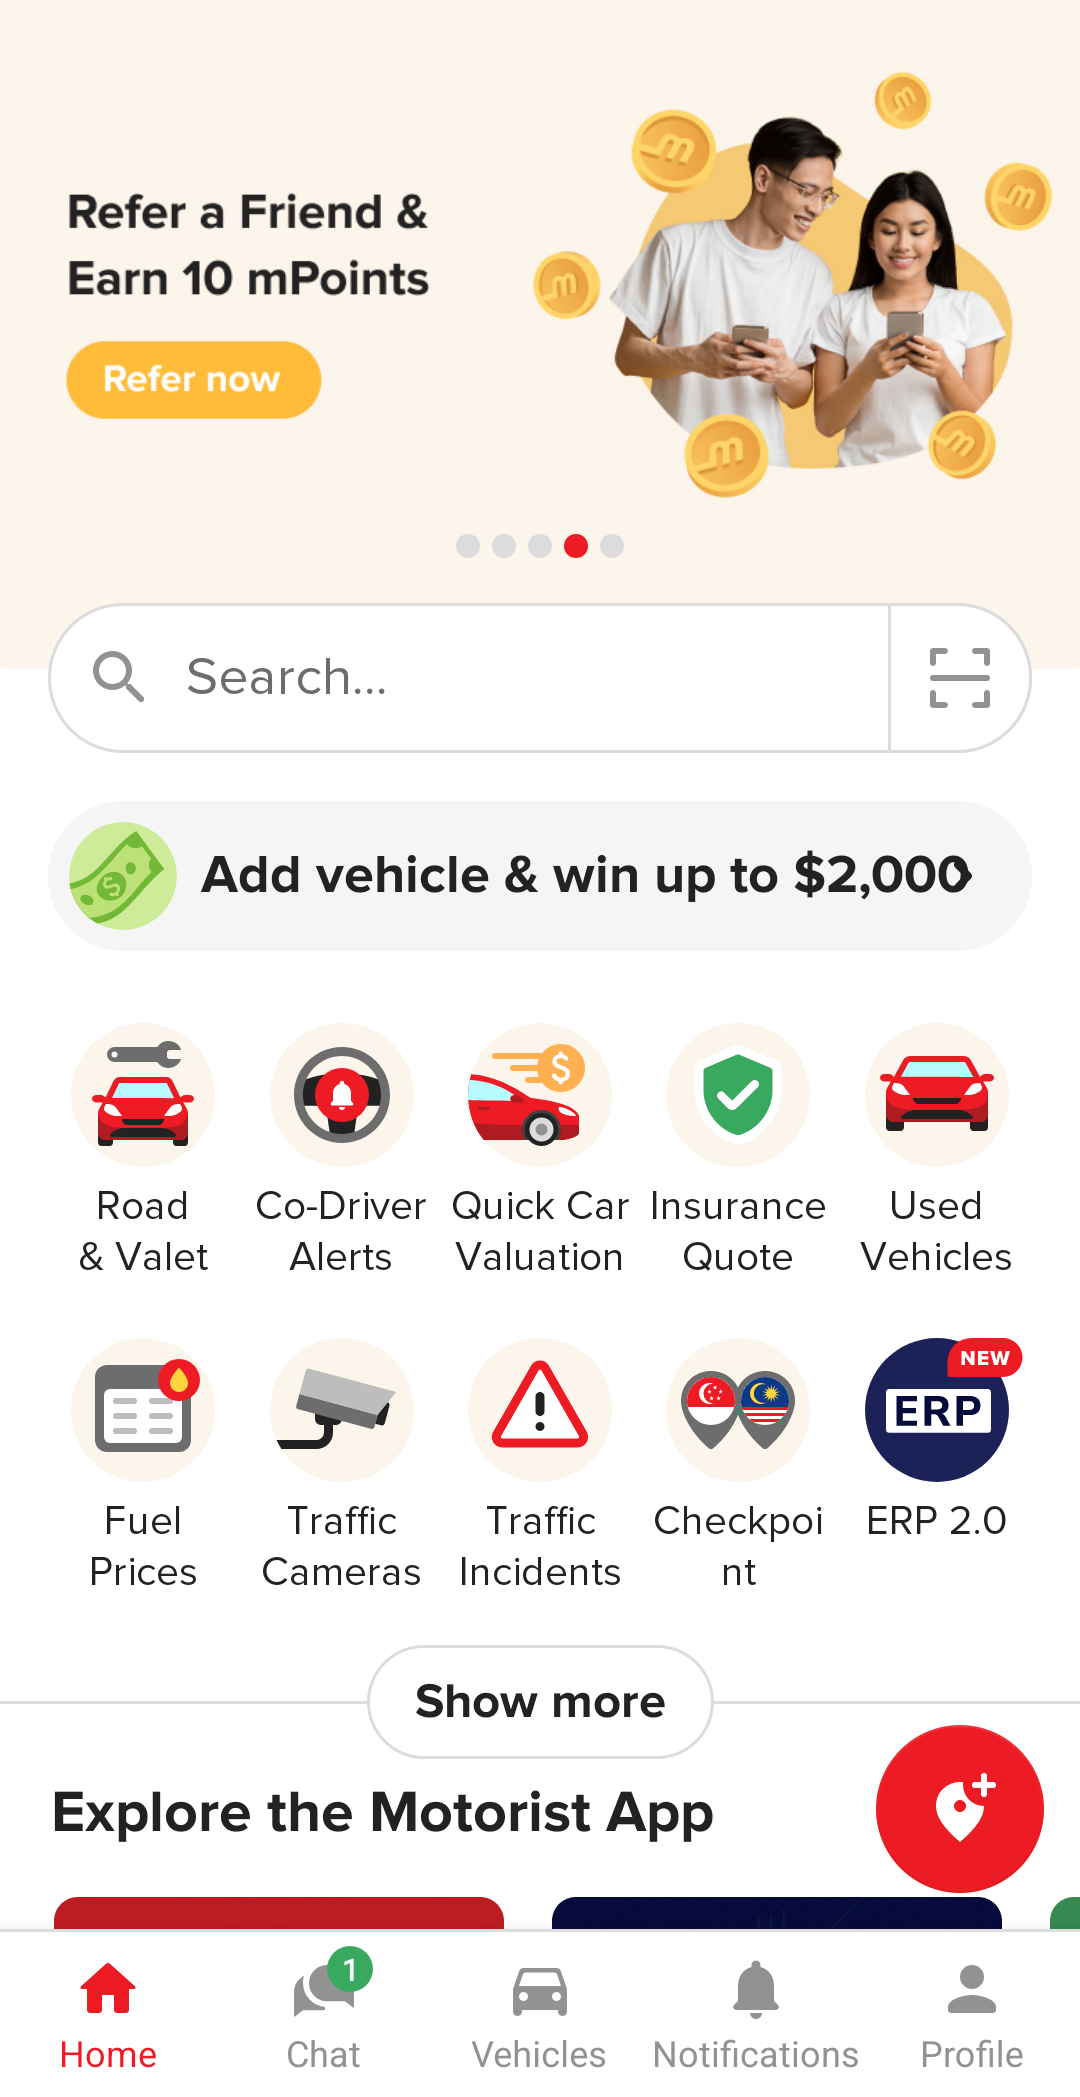 Refer a Friend &
Earn 10 mPoints
Refer now
Search...
Add vehicle & win up to $2,000
Road
& Valet
Co-Driver
Alerts
Quick Car
Valuation
Insurance
Quote
Used
Vehicles
Fuel
Prices
Traffic
Cameras
Traffic
Incidents
Checkpoi
nt
NEW
ERP
ERP 2.0
Show more
Explore the Motorist App
1
Home
Chat
Vehicles
Notifications
Profile